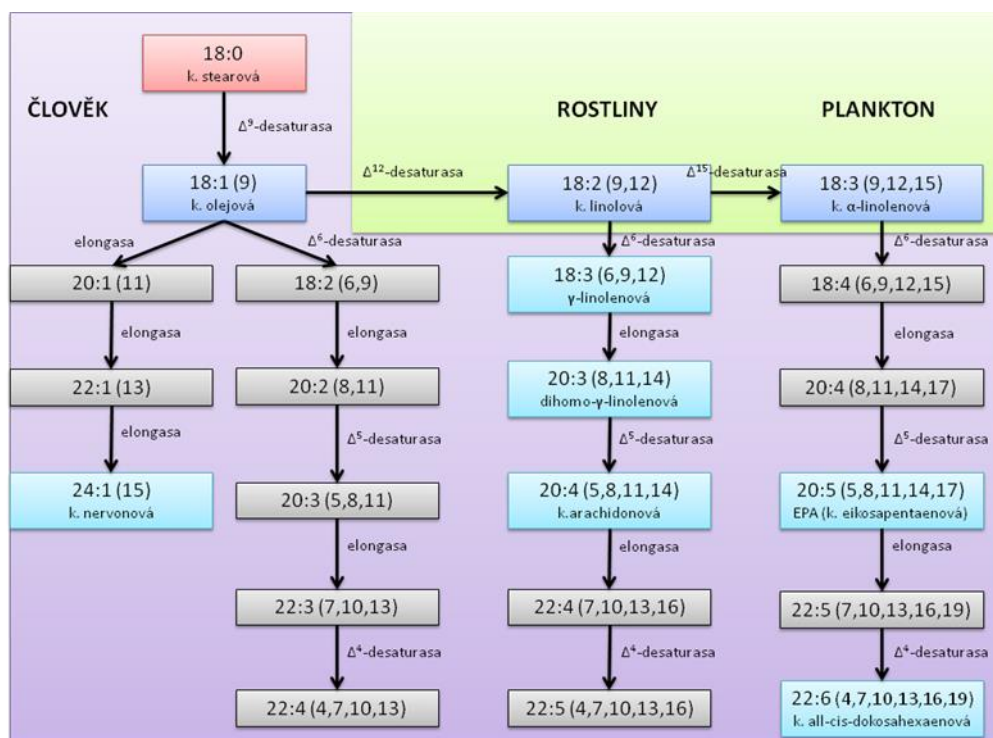 18:0
k. stearová
ČLOVĚK
ROSTLINY
PLANKTON
Δ⁹-desaturasa
18:1 (9)
k. olejová
Δ¹²-desaturasa
18:2 (9,12)
k. linolová
Δ¹⁵-desaturasa
18:3 (9,12,15)
k. α-linolenová
elongasa
Δ⁶-desaturasa
Δ⁶-desaturasa
Δ⁶-desaturasa
20:1 (11)
18:2 (6,9)
18:3 (6,9,12)
γ-linolenová
18:4 (6,9,12,15)
elongasa
elongasa
elongasa
elongasa
22:1 (13)
20:2 (8,11)
20:3 (8,11,14)
dihomo-γ-linolenová
20:4 (8,11,14,17)
elongasa
Δ⁵-desaturasa
Δ⁵-desaturasa
Δ⁵-desaturasa
24:1 (15)
k. nervonová
20:3 (5,8,11)
20:4 (5,8,11,14)
k.arachidonová
20:5 (5,8,11,14,17)
EPA (k. eikosapentaenová)
elongasa
elongasa
elongasa
22:3 (7,10,13)
22:4 (7,10,13,16)
22:5 (7,10,13,16,19)
Δ⁴-desaturasa
Δ⁴-desaturasa
Δ⁴-desaturasa
22:4 (4,7,10,13)
22:5 (4,7,10,13,16)
22:6 (4,7,10,13,16,19)
k. all-cis-dokosahexaenová